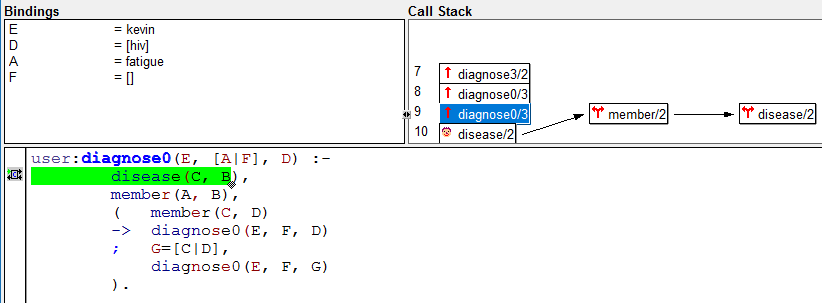 Bindings
E = kevin
D = [hiv]
A = fatigue
F = []
Call Stack
7 diagnose3/2
8 diagnose0/3
9 diagnose0/3
10 disease/2
member/2
disease/2
user:diagnose0(E, [A|F], D) :-
disease(C, B),
member(A, B),
(   member(C, D)
->  diagnose0(E, F, D)
;   G=[C|D],
diagnose0(E, F, G)
).